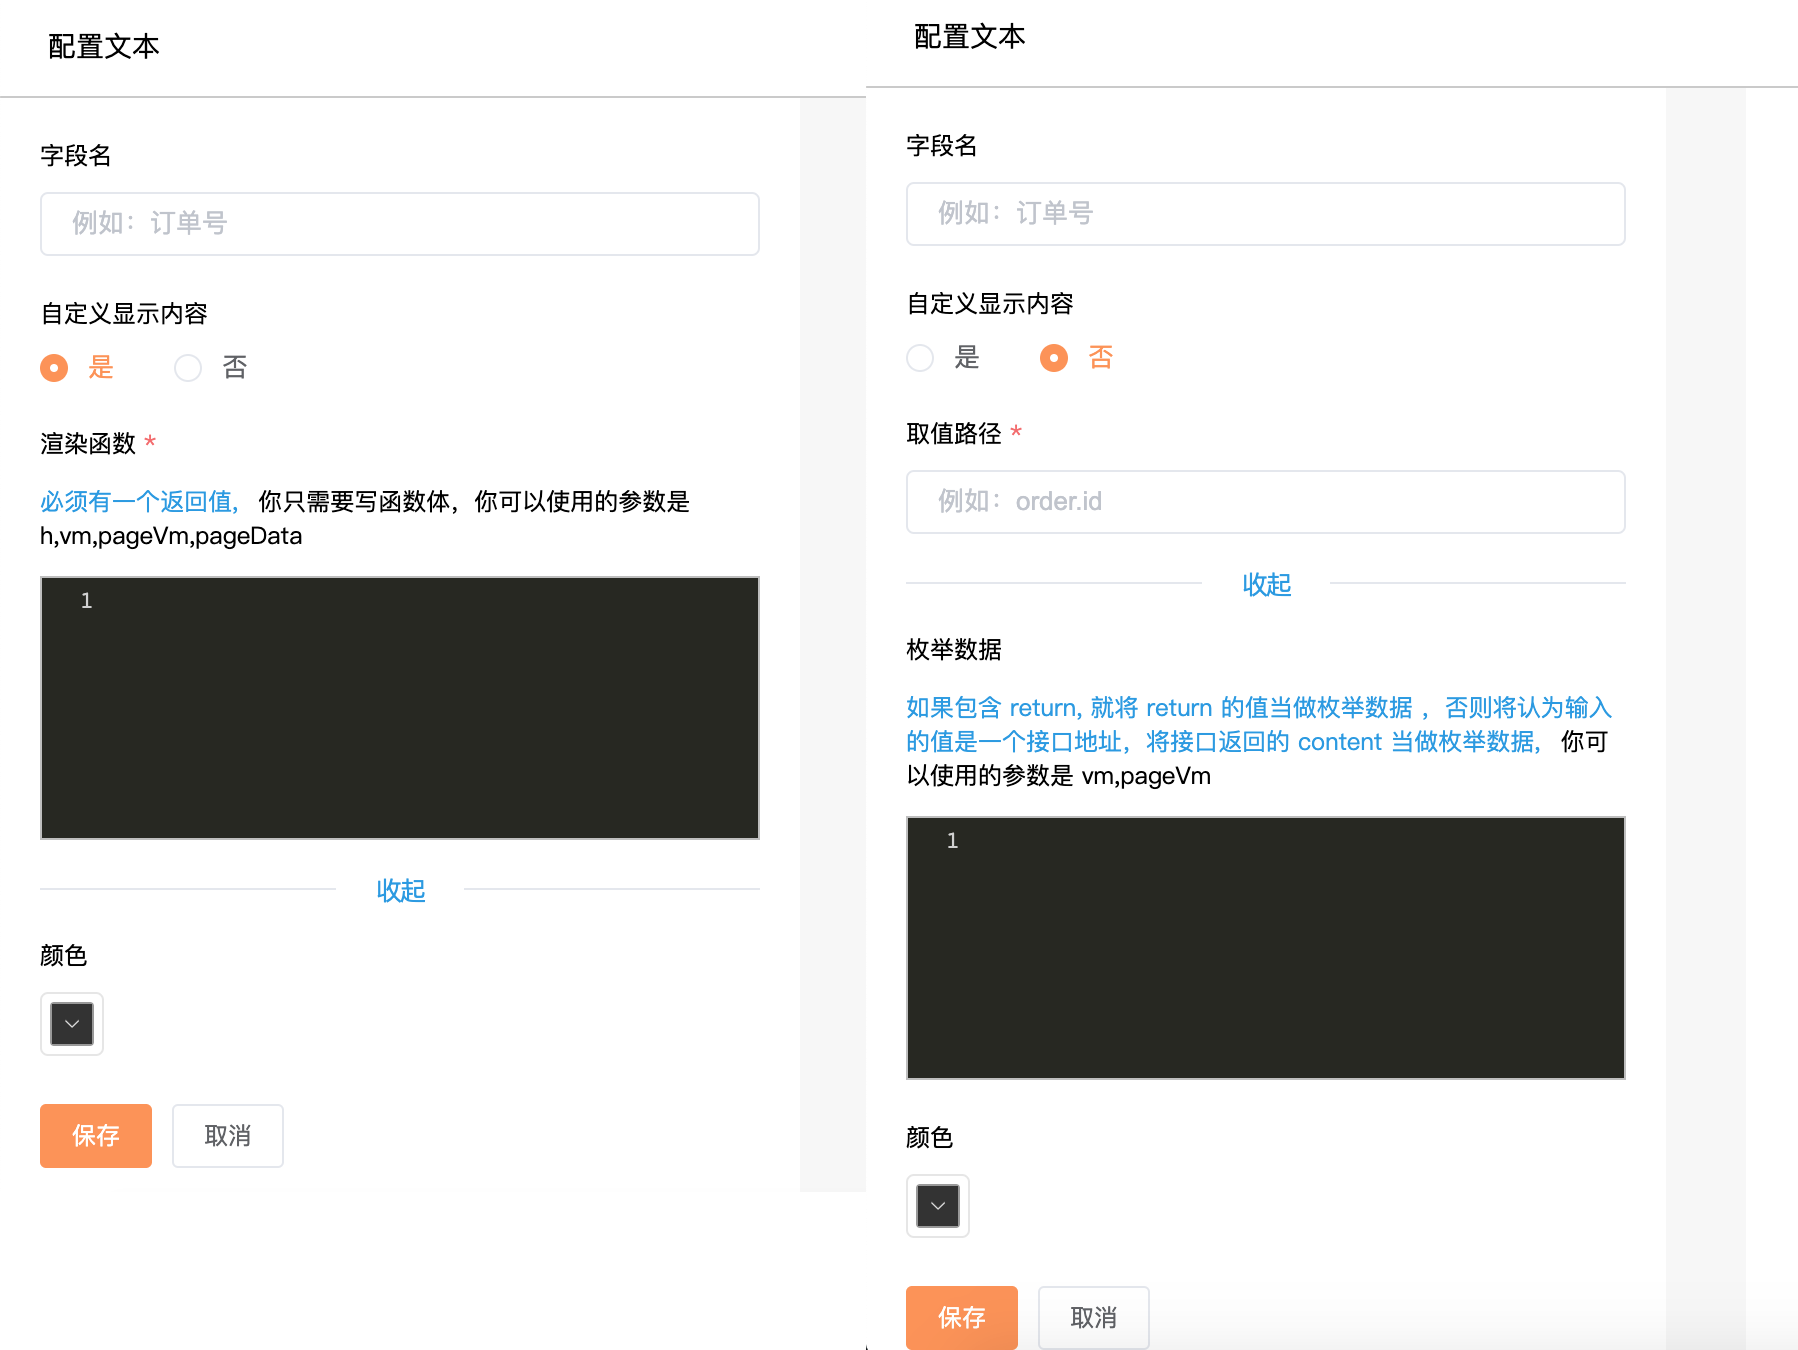 配置文本
字段名
例如：订单号
自定义显示内容
是
否
渲染函数 *
必须有一个返回值，你只需要写函数体，你可以使用的参数是
h,vm,pageVm,pageData
1
收起
颜色
保存
取消
配置文本
字段名
例如：订单号
自定义显示内容
是
否
取值路径 *
例如：order.id
收起
枚举数据
如果包含 return, 就将 return 的值当做枚举数据 ，否则将认为输入
的值是一个接口地址，将接口返回的 content 当做枚举数据，你可
以使用的参数是 vm,pageVm
1
颜色
保存
取消